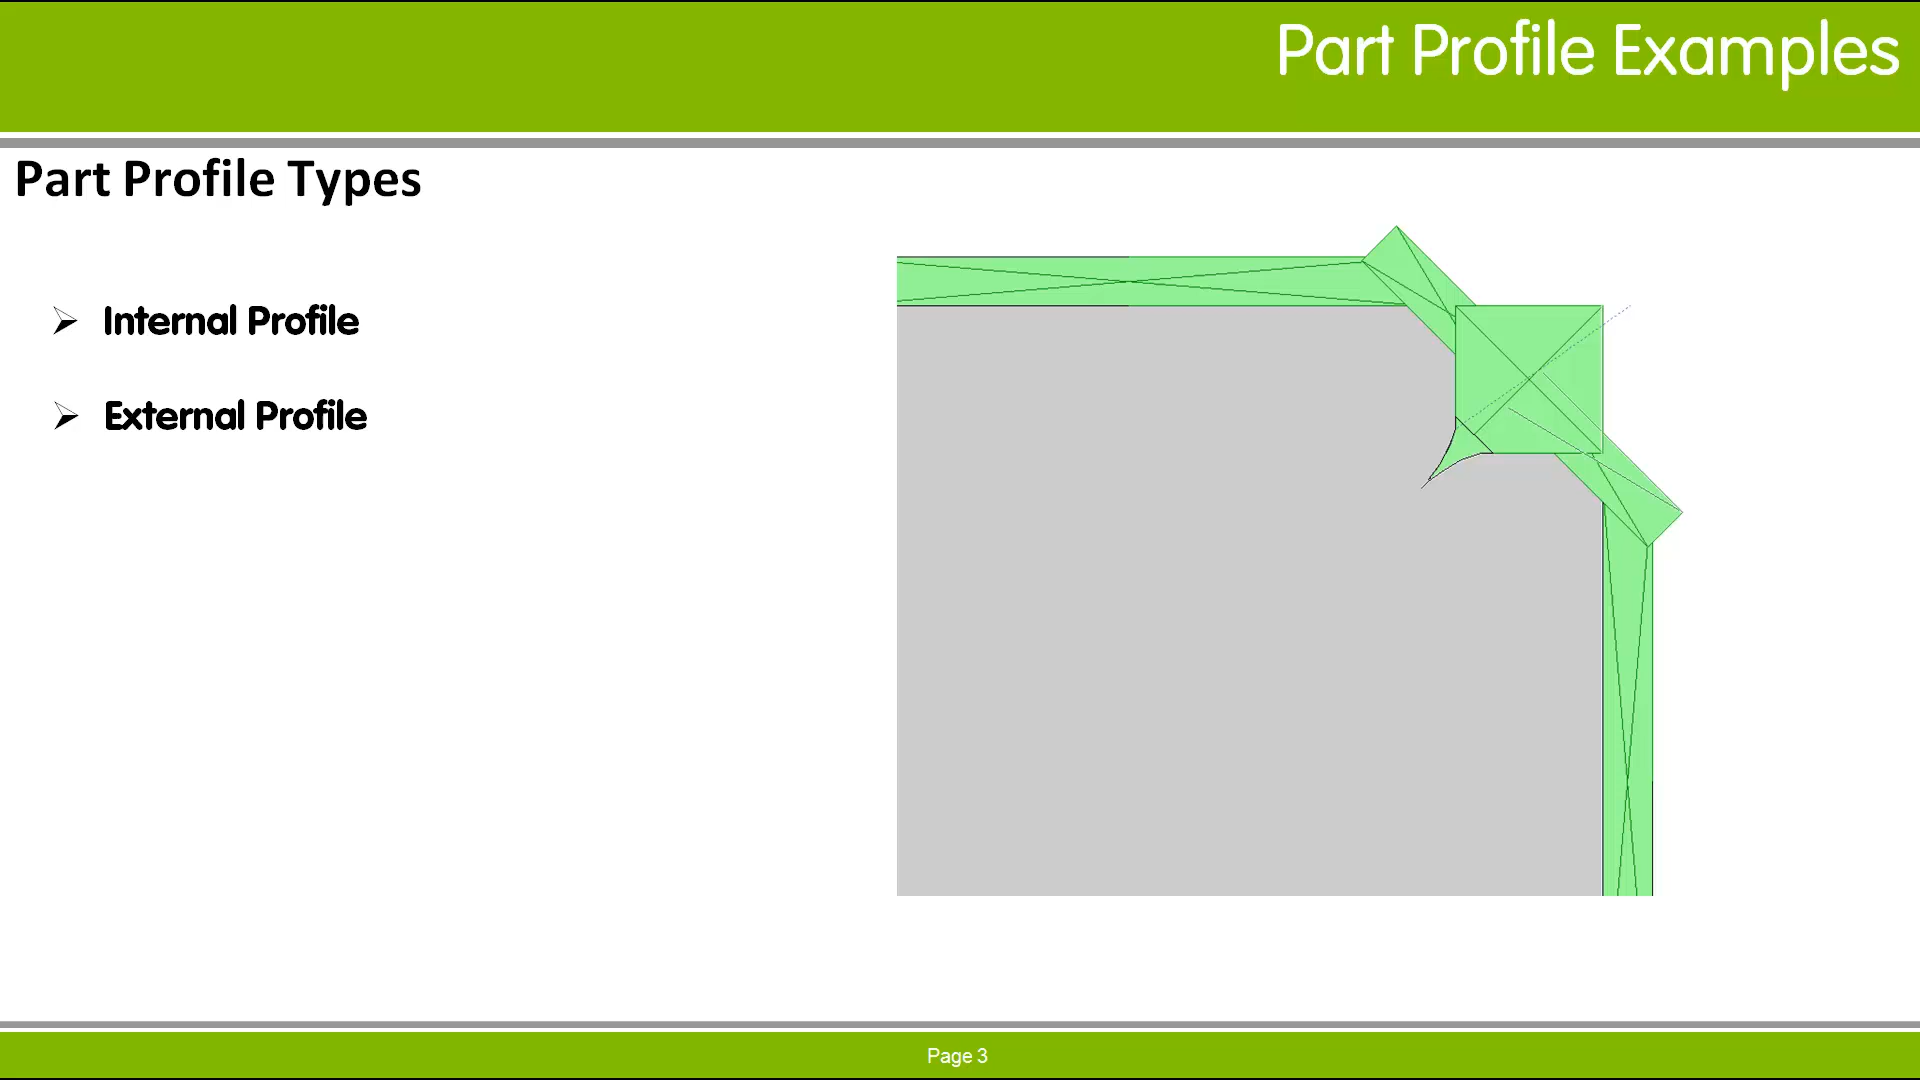 Part Profile Examples
Part Profile Types
Internal Profile
External Profile
Page 3